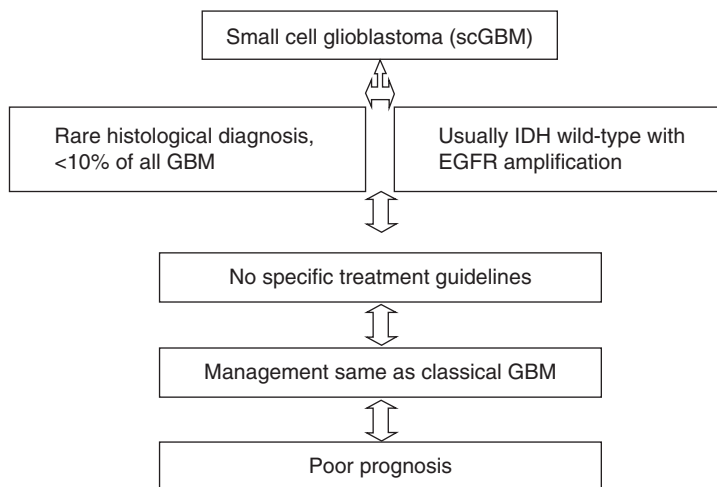 Small cell glioblastoma (scGBM)
Rare histological diagnosis,
<10% of all GBM
Usually IDH wild-type with
EGFR amplification
No specific treatment guidelines
Management same as classical GBM
Poor prognosis